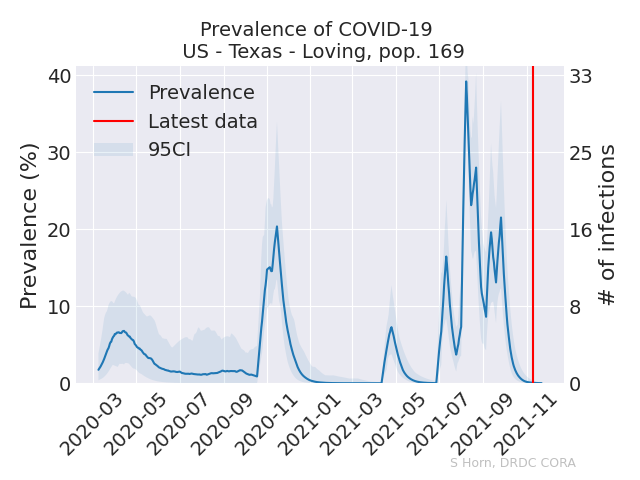 Prevalence of COVID-19
US - Texas - Loving, pop. 169
Prevalence (%)
# of infections
40
30
20
10
0
33
25
16
8
0
Prevalence
Latest data
95CI
2020-03
2020-05
2020-07
2020-09
2020-11
2021-01
2021-03
2021-05
2021-07
2021-09
2021-11
S Horn, DRDC CORA